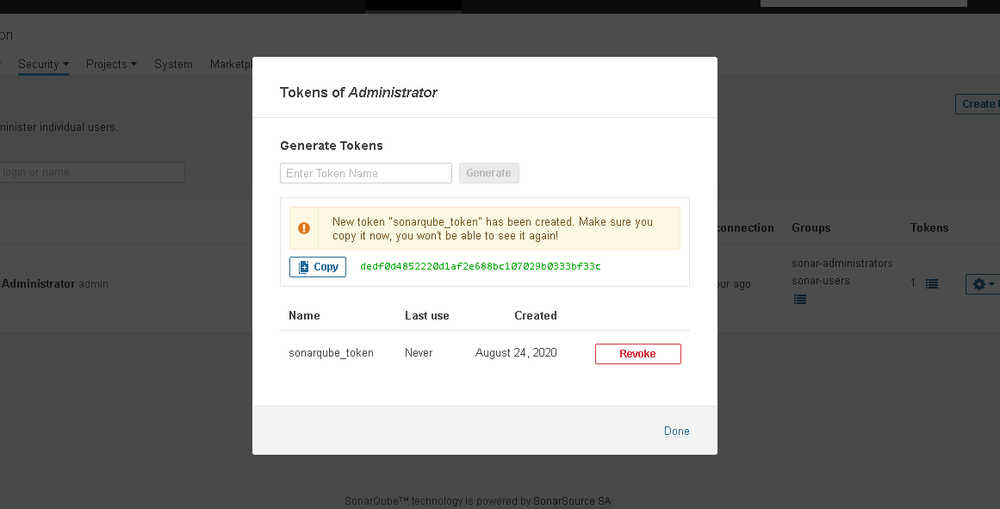 on
Security Projects System Marketpl
Tokens of Administrator
Create
minister individual users.
Generate Tokens
login or name...
Enter Token Name Generate
New token "sonarqube_token" has been created. Make sure you
copy it now, you won't be able to see it again!
connection Groups Tokens
Copy dedf0d4852220d1af2e688bc107029b0333bf33c
sonar-administrators
Administrator admin
our ago
sonar-users
1
Name Last use Created
sonarqube_token Never August 24, 2020 Revoke
Done
SonarQube™ technology is powered by SonarSource SA